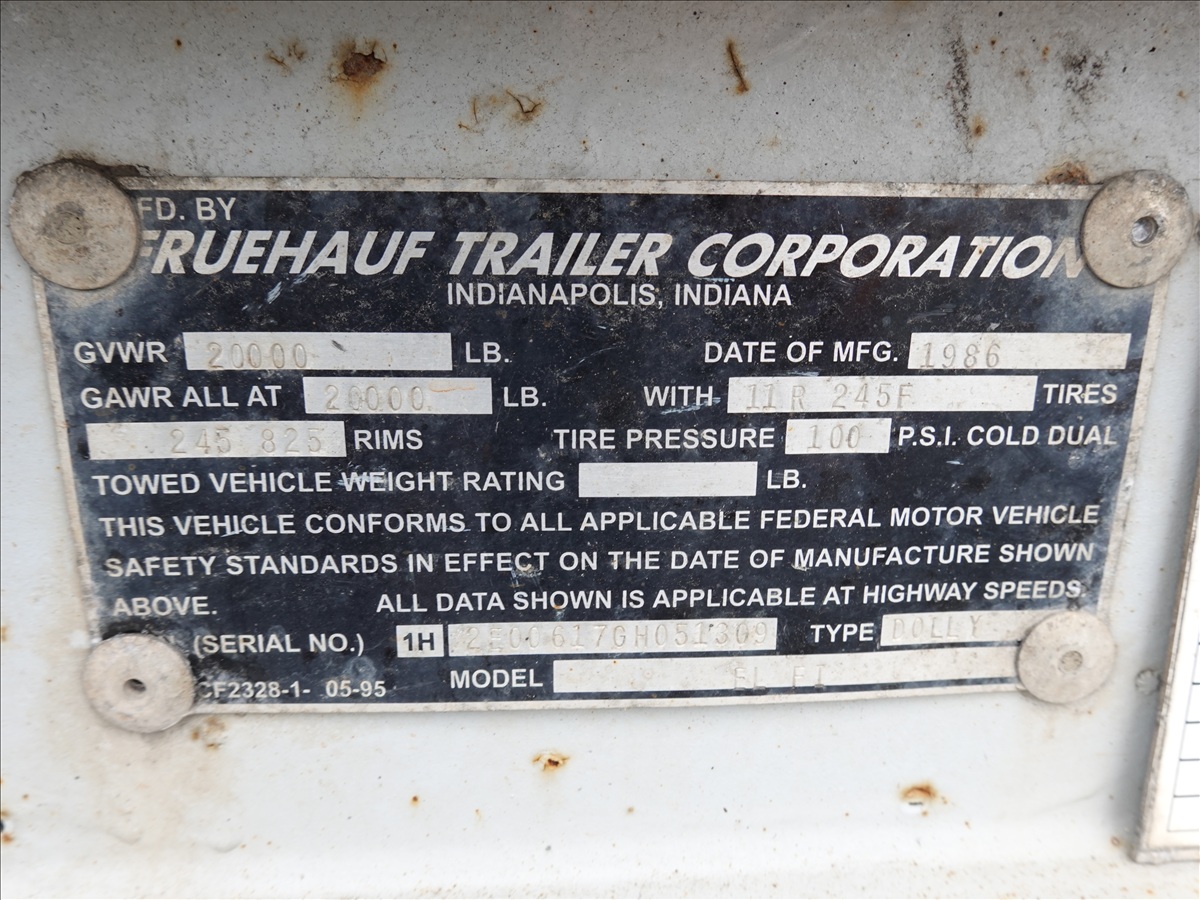 FD. BY
FRUEHAUF TRAILER CORPORATION
INDIANAPOLIS, INDIANA
GVWR 20000 LB. DATE OF MFG. 1986
GAWR ALL AT 20000 LB. WITH 11R 245F TIRES
245 825 RIMS TIRE PRESSURE 100 P.S.I. COLD DUAL
TOWED VEHICLE WEIGHT RATING LB.
THIS VEHICLE CONFORMS TO ALL APPLICABLE FEDERAL MOTOR VEHICLE
SAFETY STANDARDS IN EFFECT ON THE DATE OF MANUFACTURE SHOWN
ABOVE. ALL DATA SHOWN IS APPLICABLE AT HIGHWAY SPEEDS.
(SERIAL NO.) 1H 2E00617GH051309 TYPE DOLLY
CF2328-1- 05-95 MODEL